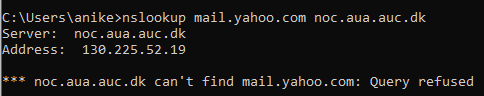 C:\Users\anike>nslookup mail.yahoo.com noc.aua.auc.dk
Server:  noc.aua.auc.dk
Address:  130.225.52.19

*** noc.aua.auc.dk can't find mail.yahoo.com: Query refused